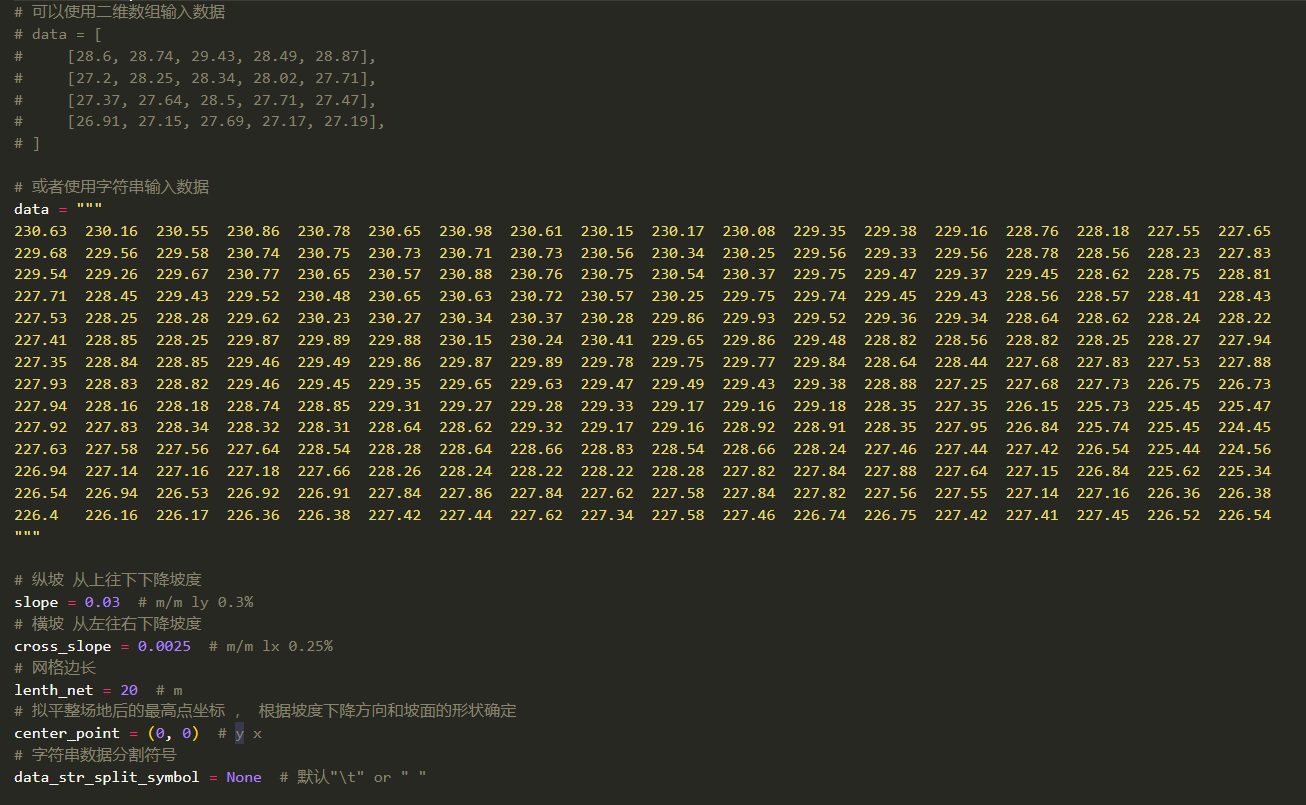 # 可以使用二维数组输入数据
# data = [
#     [28.6, 28.74, 29.43, 28.49, 28.87],
#     [27.2, 28.25, 28.34, 28.02, 27.71],
#     [27.37, 27.64, 28.5, 27.71, 27.47],
#     [26.91, 27.15, 27.69, 27.17, 27.19],
# ]
# 或者使用字符串输入数据
data = """
230.63  230.16  230.55  230.86  230.78  230.65  230.98  230.61  230.15  230.17  230.08  229.35  229.38  229.16  228.76  228.18  227.55  227.65
229.68  229.56  229.58  230.74  230.75  230.73  230.71  230.73  230.56  230.34  230.25  229.56  229.33  229.56  228.78  228.56  228.23  227.83
229.54  229.26  229.67  230.77  230.65  230.57  230.88  230.76  230.75  230.54  230.37  229.75  229.47  229.37  229.45  228.62  228.75  228.81
227.71  228.45  229.43  229.52  230.48  230.65  230.63  230.72  230.57  230.25  229.75  229.74  229.45  229.43  228.56  228.57  228.41  228.43
227.53  228.25  228.28  229.62  230.23  230.27  230.34  230.37  230.28  229.86  229.93  229.52  229.36  229.34  228.64  228.62  228.24  228.22
227.41  228.85  228.25  229.87  229.89  229.88  230.15  230.24  230.41  229.65  229.86  229.48  228.82  228.56  228.82  228.25  228.27  227.94
227.35  228.84  228.85  229.46  229.49  229.86  229.87  229.89  229.78  229.75  229.77  229.84  228.64  228.44  227.68  227.83  227.53  227.88
227.93  228.83  228.82  229.46  229.45  229.35  229.65  229.63  229.47  229.49  229.43  229.38  228.88  227.25  227.68  227.73  226.75  226.73
227.94  228.16  228.18  228.74  228.85  229.31  229.27  229.28  229.33  229.17  229.16  229.18  228.35  227.35  226.15  225.73  225.45  225.47
227.92  227.83  228.34  228.32  228.31  228.64  228.62  229.32  229.17  229.16  228.92  228.91  228.35  227.95  226.84  225.74  225.45  224.45
227.63  227.58  227.56  227.64  228.54  228.28  228.64  228.66  228.83  228.54  228.66  228.24  227.46  227.44  227.42  226.54  225.44  224.56
226.94  227.14  227.16  227.18  227.66  228.26  228.24  228.22  228.22  228.28  227.82  227.84  227.88  227.64  227.15  226.84  225.62  225.34
226.54  226.94  226.53  226.92  226.91  227.84  227.86  227.84  227.62  227.58  227.84  227.82  227.56  227.55  227.14  227.16  226.36  226.38
226.4   226.16  226.17  226.36  226.38  227.42  227.44  227.62  227.34  227.58  227.46  226.74  226.75  227.42  227.41  227.45  226.52  226.54
"""
# 纵坡 从上往下下降坡度
slope = 0.03  # m/m ly 0.3%
# 横坡 从左往右下降坡度
cross_slope = 0.0025  # m/m lx 0.25%
# 网格边长
lenth_net = 20  # m
# 拟平整场地后的最高点坐标 ， 根据坡度下降方向和坡面的形状确定
center_point = (0, 0)  # y x
# 字符串数据分割符号
data_str_split_symbol = None  # 默认"\t" or " "